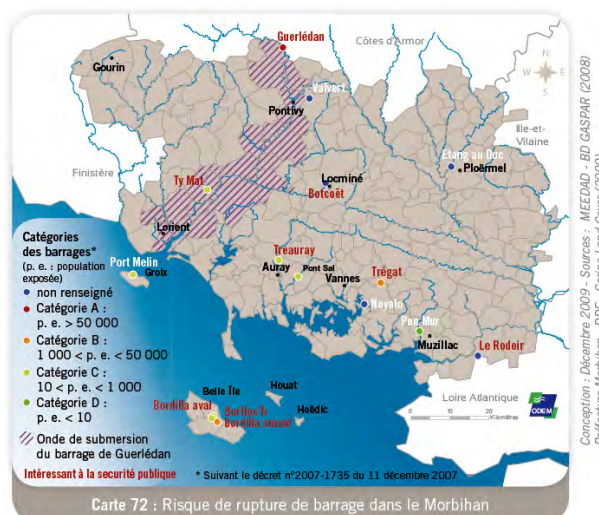 Guerlédan
Côtes d'Armor
N
W
E
S
Gourin
Valvert
Pontivy
Ille-et-
Vilaine
Finistère
Etang au Duc
Ploërmel
Ty Mat
Locminé
Botcoët
Lorient
Catégories
des barrages*
(p. e. : population
exposée)
non renseigné
Catégorie A :
p. e. > 50 000
Catégorie B :
1 000 < p. e. < 50 000
Catégorie C :
10 < p. e. < 1 000
Catégorie D :
p. e. < 10
Onde de submersion
du barrage de Guerlédan
Intéressant à la securité publique
Port Melin
Groix
Treauray
Auray
Pont Sal
Vannes
Trégat
Noyalo
Pen Mur
Muzillac
Le Rodoir
Belle Île
Houat
Hoëdic
Bordilla aval
Bordilla amont
Loire Atlantique
0 10 20
Kilomètres
ODEM
* Suivant le décret n°2007-1735 du 11 décembre 2007
Carte 72 : Risque de rupture de barrage dans le Morbihan
Conception : Décembre 2009 - Sources : MEEDAD - BD GASPAR (2008)